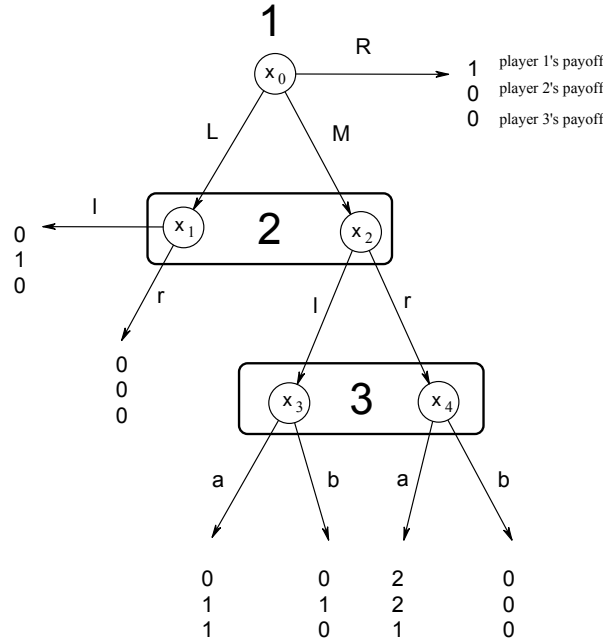 1
R
x0
1 player 1's payoff
0 player 2's payoff
0 player 3's payoff
L
M
l
x1
2
x2
0
1
0
r
l
r
0
0
0
x3
3
x4
a
b
a
b
0 0 2 0
1 1 2 0
1 0 1 0